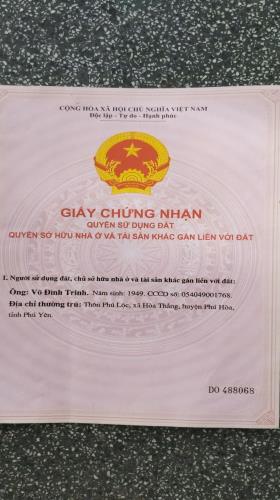 CỘNG HÒA XÃ HỘI CHỦ NGHĨA VIỆT NAM
Độc lập - Tự do - Hạnh phúc
GIẤY CHỨNG NHẬN
QUYỀN SỬ DỤNG ĐẤT
QUYỀN SỞ HỮU NHÀ Ở VÀ TÀI SẢN KHÁC GẮN LIỀN VỚI ĐẤT
I. Người sử dụng đất, chủ sở hữu nhà ở và tài sản khác gắn liền với đất:
Ông: Võ Đình Trinh. Năm sinh: 1949. CCCD số: 054049001768.
Địa chỉ thường trú: Thôn Phú Lộc, xã Hòa Thắng, huyện Phú Hòa,
tỉnh Phú Yên.
DO 488068